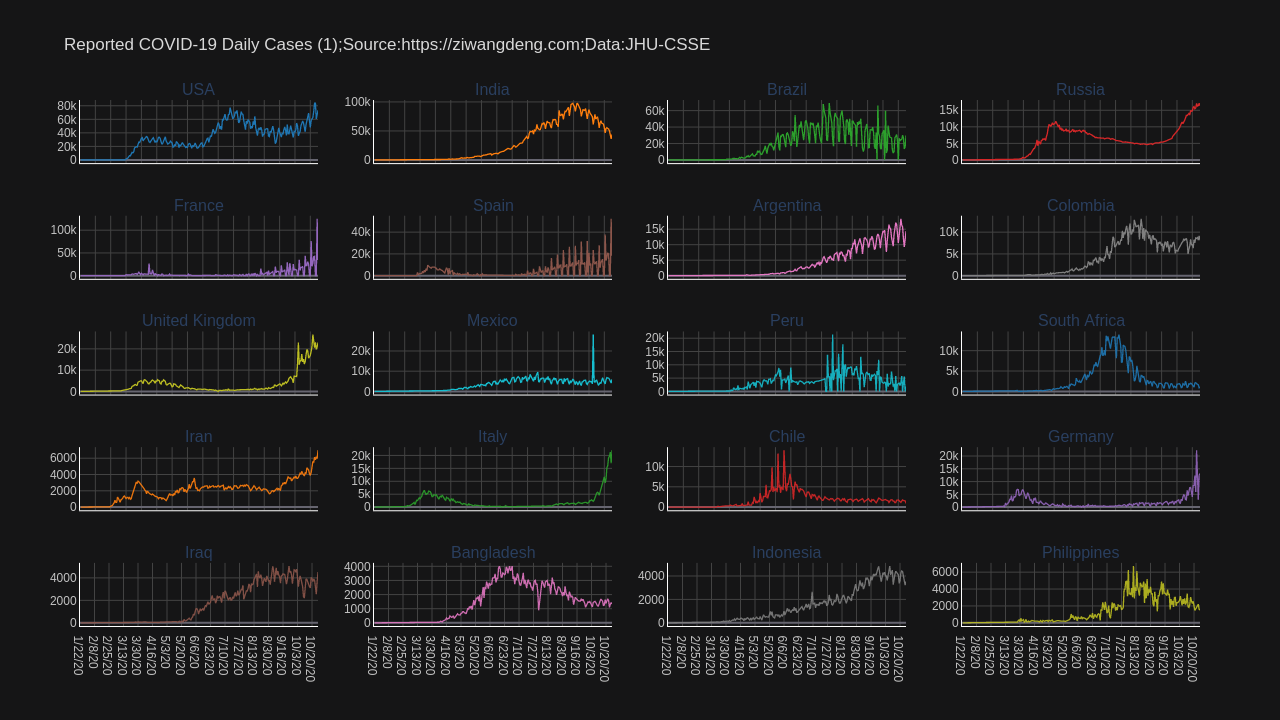 Reported COVID-19 Daily Cases (1);Source:https://ziwangdeng.com;Data:JHU-CSSE
USA
80k
60k
40k
20k
0
India
100k
50k
0
Brazil
60k
40k
20k
0
Russia
15k
10k
5k
0
France
100k
50k
0
Spain
40k
20k
0
Argentina
15k
10k
5k
0
Colombia
10k
5k
0
United Kingdom
20k
10k
0
Mexico
20k
10k
0
Peru
20k
15k
10k
5k
0
South Africa
10k
5k
0
Iran
6000
4000
2000
0
Italy
20k
15k
10k
5k
0
Chile
10k
5k
0
Germany
20k
15k
10k
5k
0
Iraq
4000
2000
0
Bangladesh
4000
3000
2000
1000
0
Indonesia
4000
2000
0
Philippines
6000
4000
2000
0
1/22/20
2/8/20
2/25/20
3/13/20
3/30/20
4/16/20
5/3/20
5/20/20
6/6/20
6/23/20
7/10/20
7/27/20
8/13/20
8/30/20
9/16/20
10/3/20
10/20/20
1/22/20
2/8/20
2/25/20
3/13/20
3/30/20
4/16/20
5/3/20
5/20/20
6/6/20
6/23/20
7/10/20
7/27/20
8/13/20
8/30/20
9/16/20
10/3/20
10/20/20
1/22/20
2/8/20
2/25/20
3/13/20
3/30/20
4/16/20
5/3/20
5/20/20
6/6/20
6/23/20
7/10/20
7/27/20
8/13/20
8/30/20
9/16/20
10/3/20
10/20/20
1/22/20
2/8/20
2/25/20
3/13/20
3/30/20
4/16/20
5/3/20
5/20/20
6/6/20
6/23/20
7/10/20
7/27/20
8/13/20
8/30/20
9/16/20
10/3/20
10/20/20